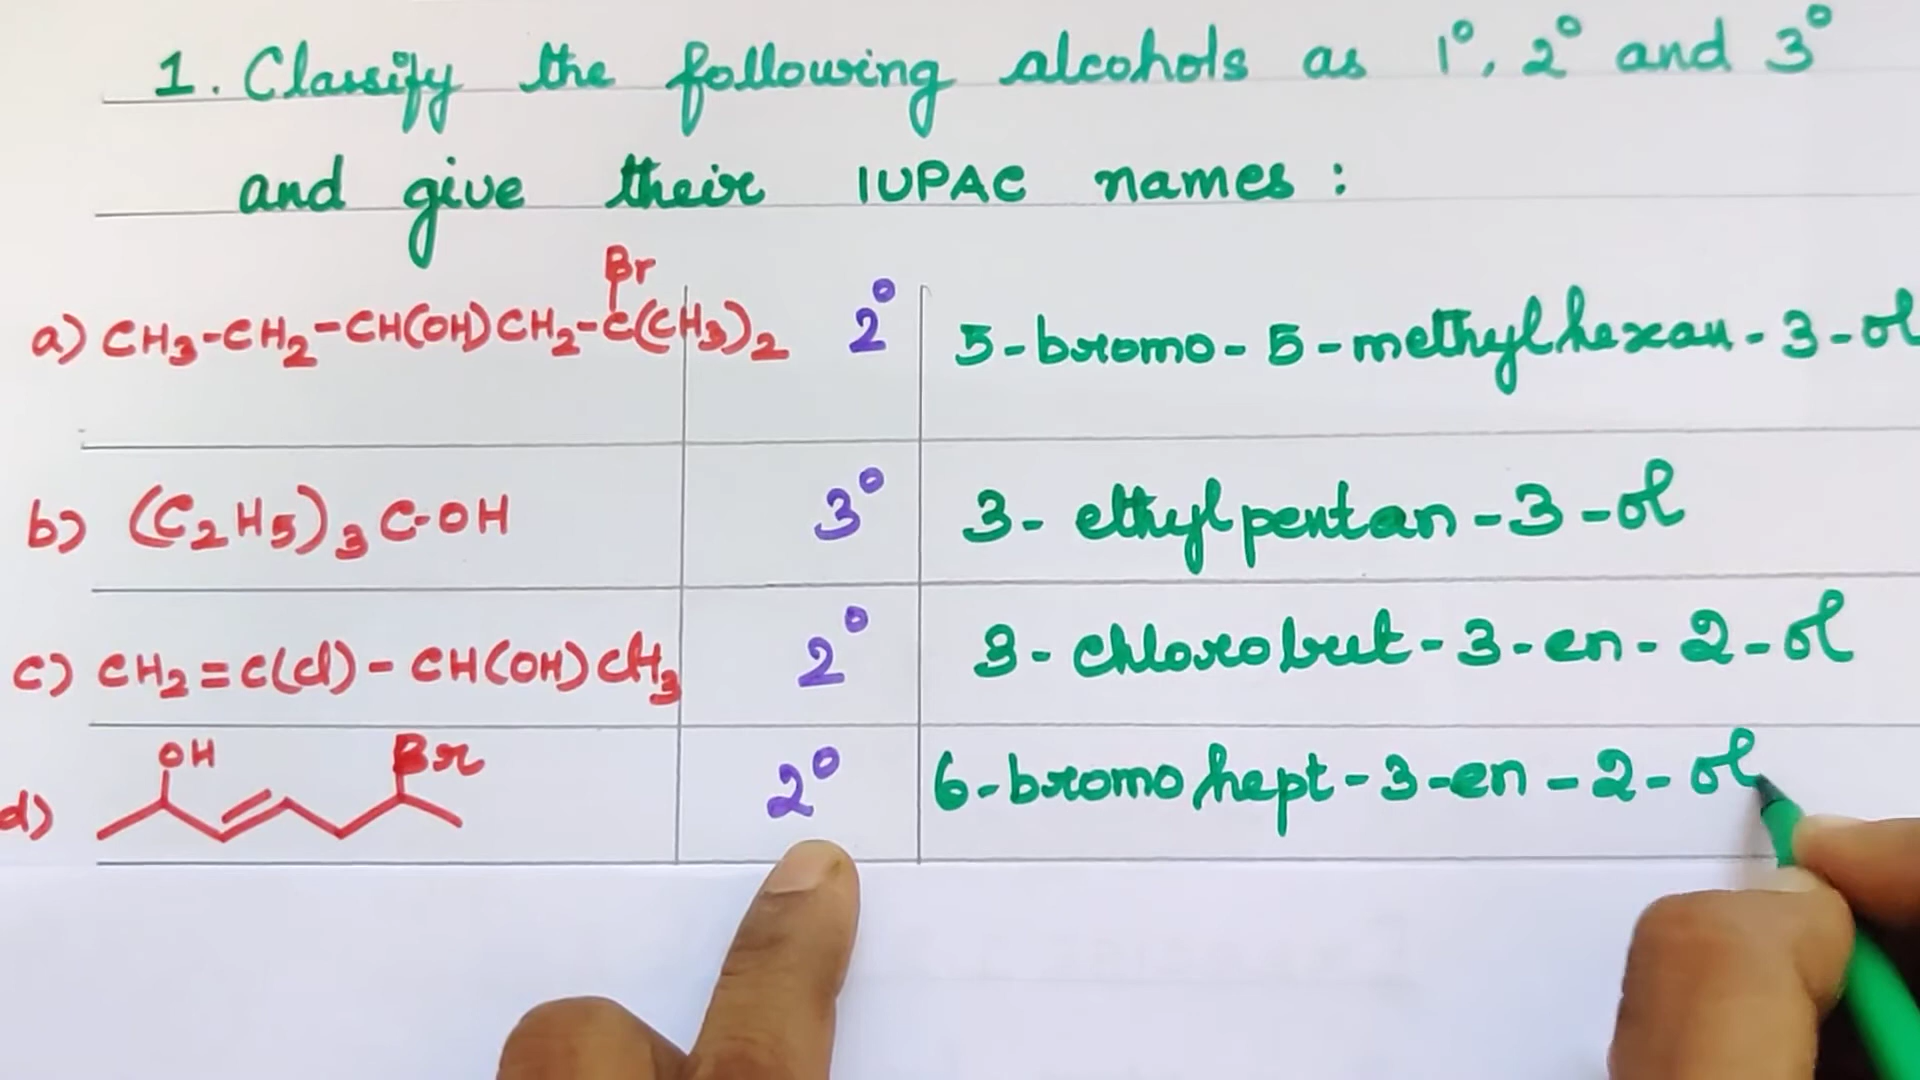 1. Classify the following alcohols as 1°, 2° and 3°
and give their IUPAC names :
Br
a) CH3-CH2-CH(OH)CH2-C(CH3)2 2° 5-bromo-5-methylhexan-3-ol
b) (C2H5)3C-OH 3° 3-ethylpentan-3-ol
c) CH2=C(Cl)-CH(OH)CH3 2° 3-chlorobut-3-en-2-ol
OH Br
d) 2° 6-bromohept-3-en-2-ol